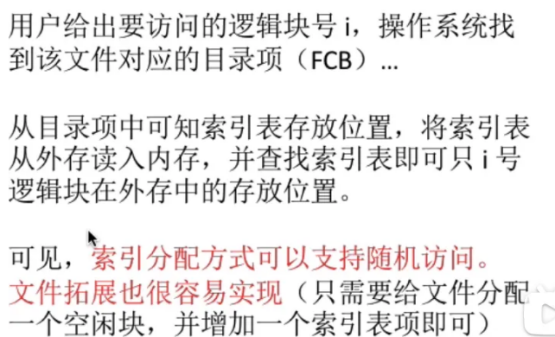 用户给出要访问的逻辑块号 i，操作系统找
到该文件对应的目录项（FCB）...
从目录项中可知索引表存放位置，将索引表
从外存读入内存，并查找索引表即可只 i 号
逻辑块在外存中的存放位置。
可见，索引分配方式可以支持随机访问。
文件拓展也很容易实现（只需要给文件分配
一个空闲块，并增加一个索引表项即可）